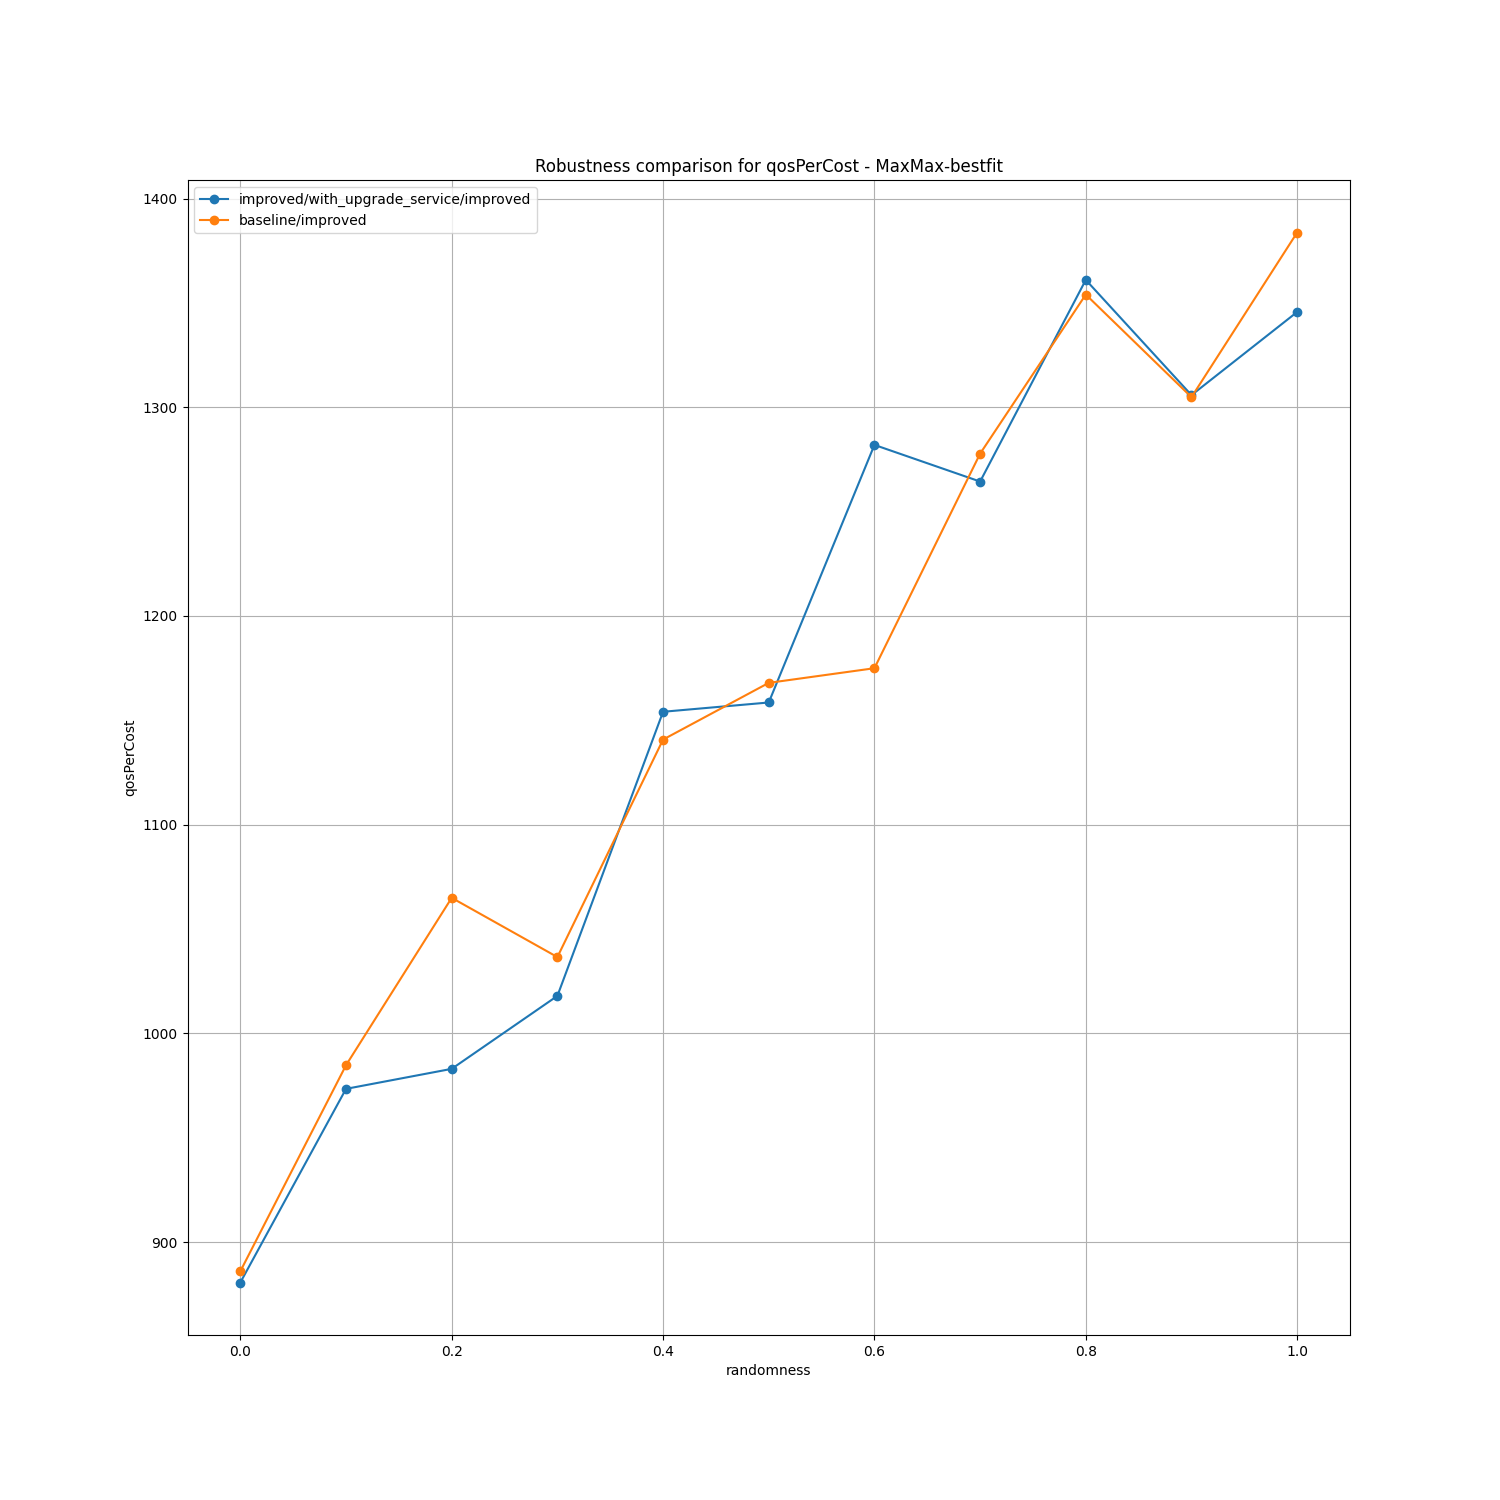 Robustness comparison for qosPerCost - MaxMax-bestfit
improved/with_upgrade_service/improved
baseline/improved
1400
1300
1200
1100
1000
900
qosPerCost
0.0
0.2
0.4
0.6
0.8
1.0
randomness